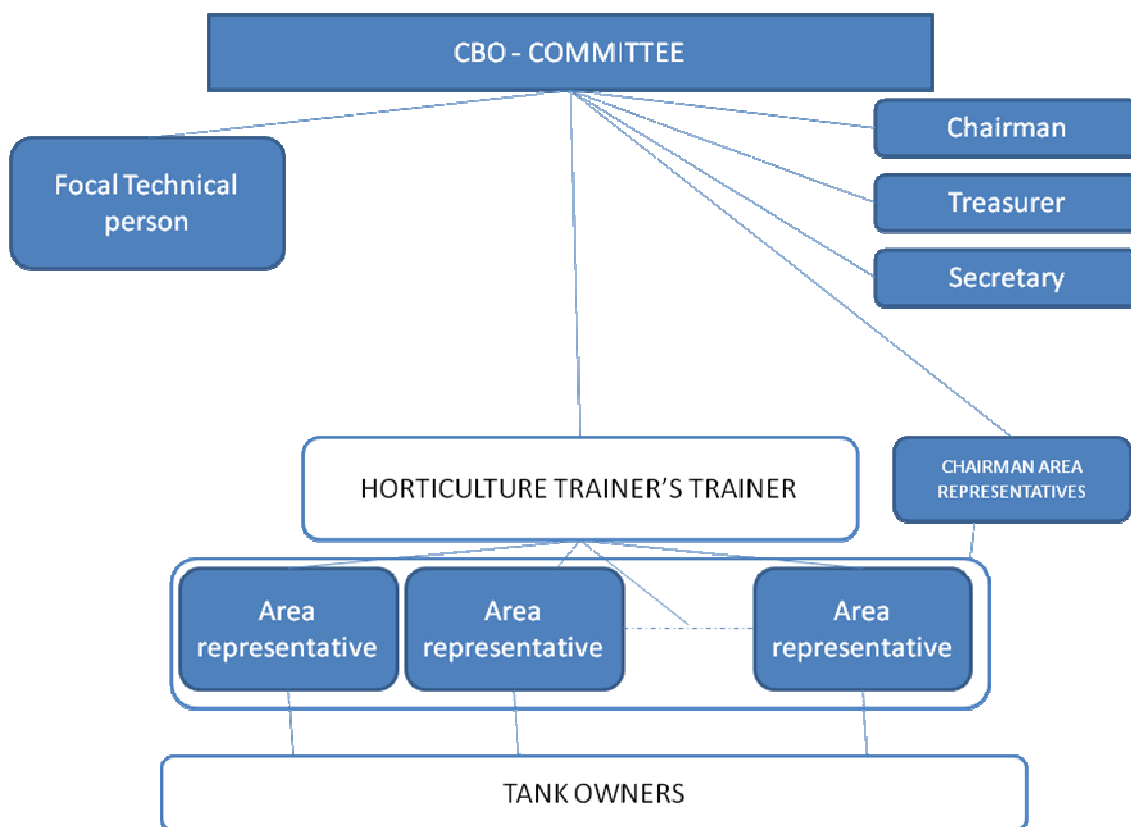 CBO - COMMITTEE
Chairman
Focal Technical
person
Treasurer
Secretary
HORTICULTURE TRAINER'S TRAINER
CHAIRMAN AREA
REPRESENTATIVES
Area
representative
Area
representative
Area
representative
TANK OWNERS